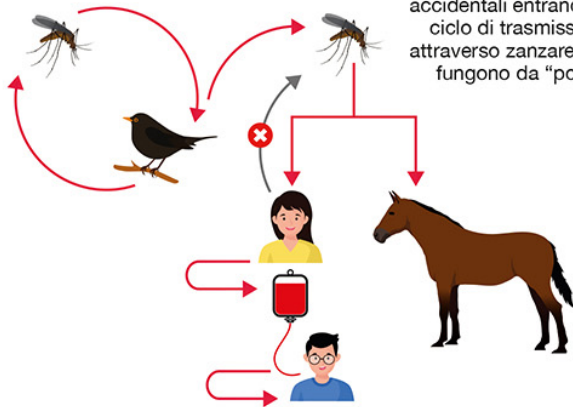 accidentali entrano
ciclo di trasmiss
attraverso zanzare
fungono da “po